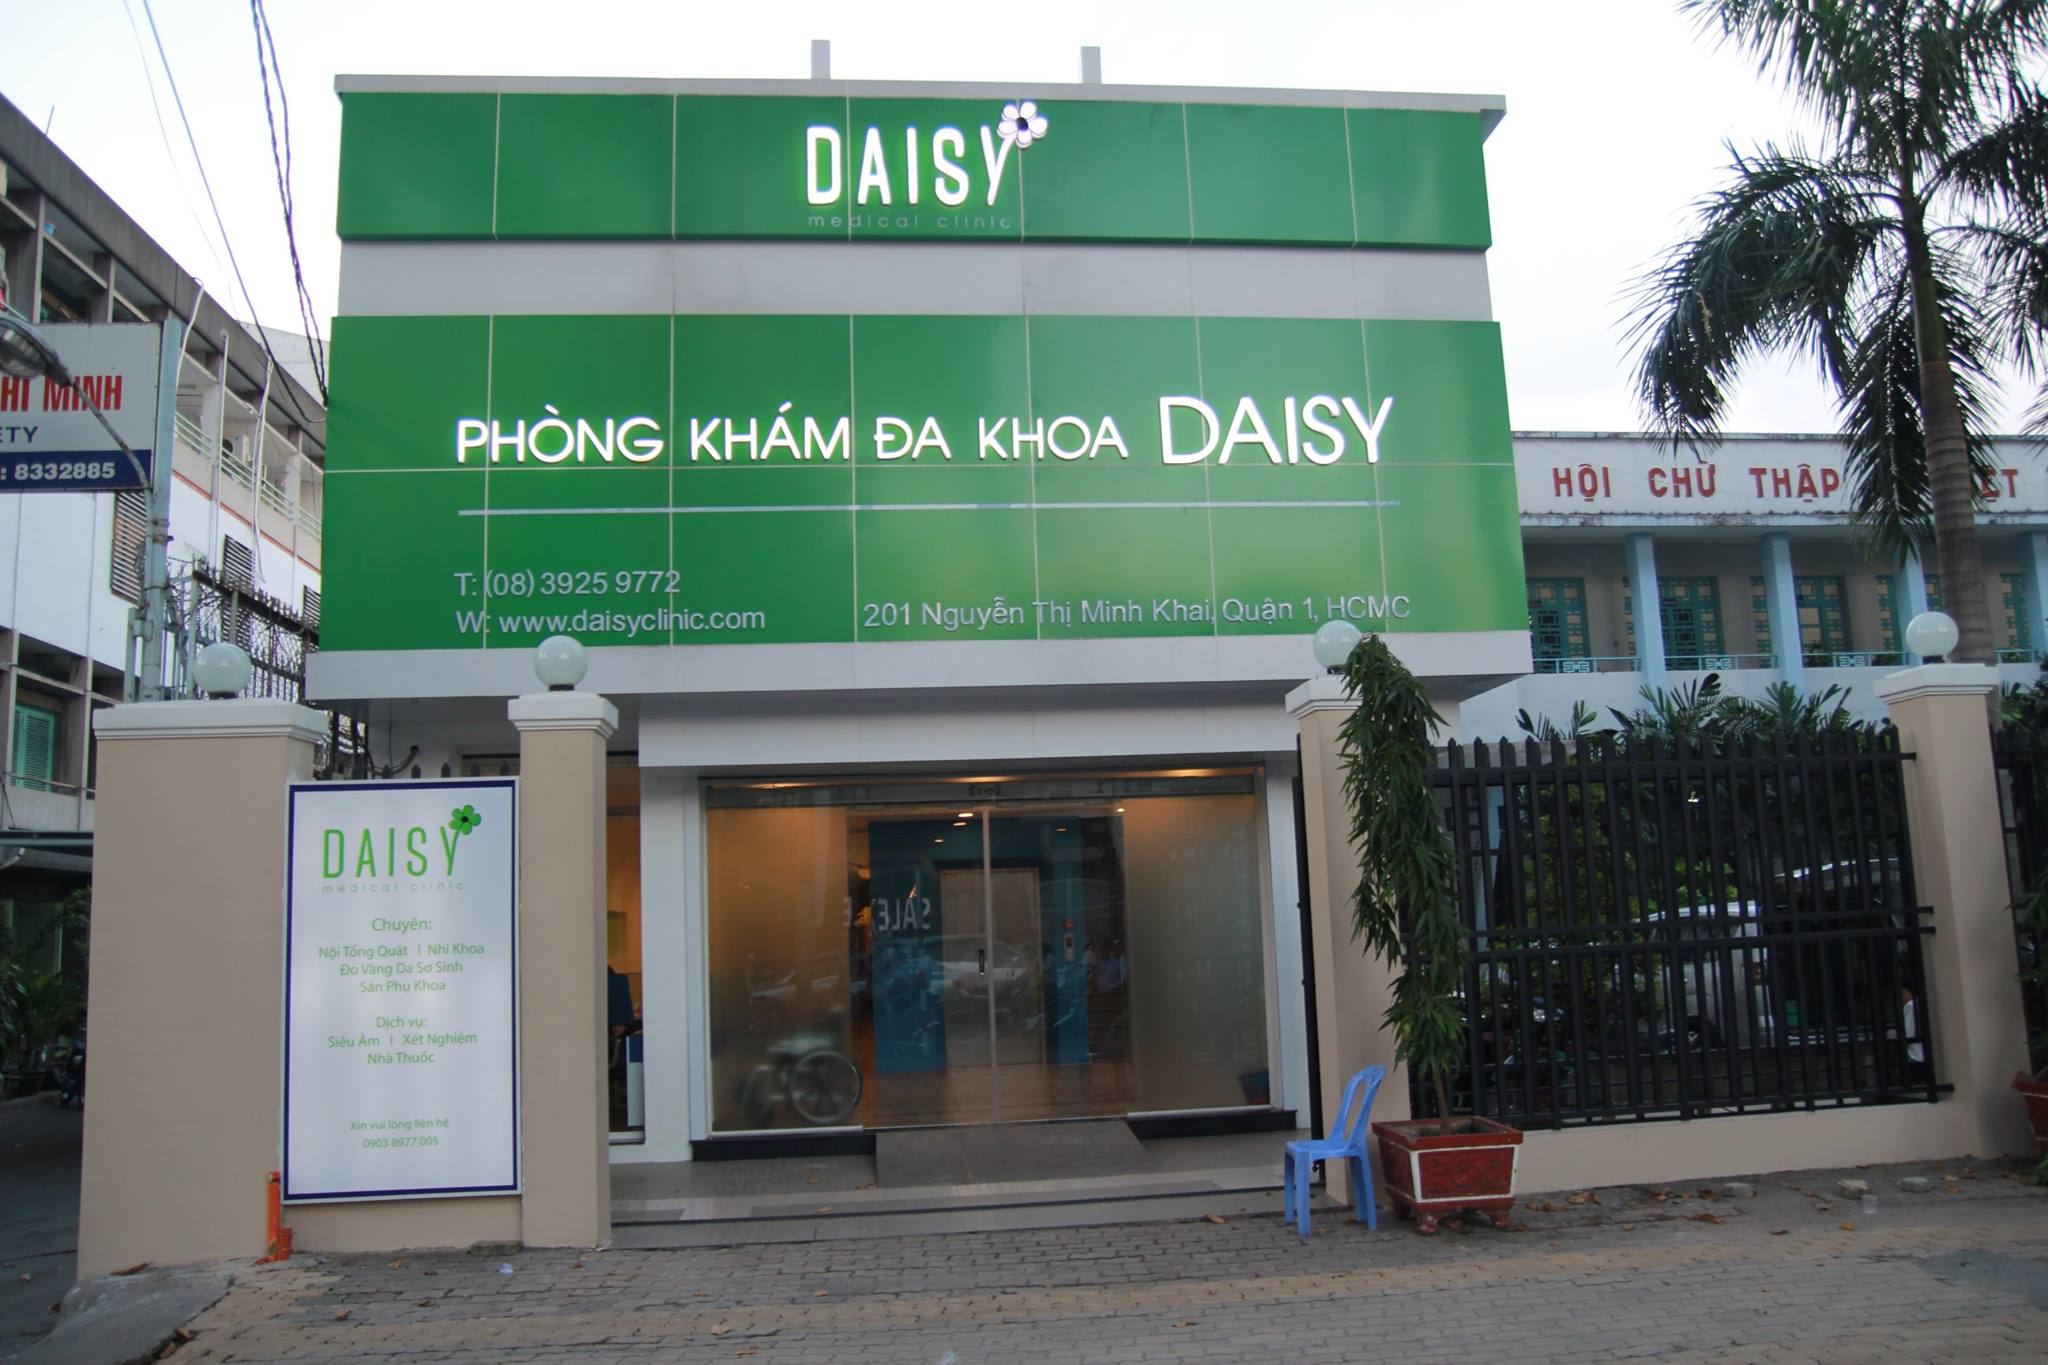 DAISY
medical clinic
PHÒNG KHÁM ĐA KHOA DAISY
T: (08) 3925 9772
W: www.daisyclinic.com
201 Nguyễn Thị Minh Khai, Quận 1, HCMC
HI MINH
ETY
: 8332885
HỘI CHỮ THẬP
DAISY
medical clinic
Chuyên:
Nội Tổng Quát I Nhi Khoa
Đo Vàng Da Sơ Sinh
Sản Phụ Khoa
Dịch vụ:
Siêu Âm I Xét Nghiệm
Nhà Thuốc
Xin vui lòng liên hệ
0903 8977 005